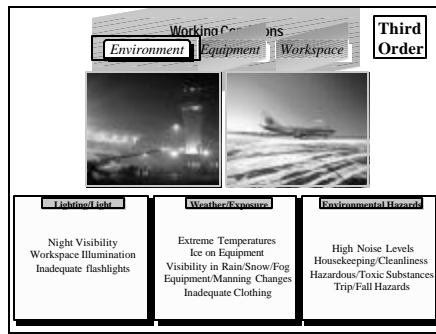 Working
Third
Order
Environment Equipment Workspace
Lighting/Light
Night Visibility
Workspace Illumination
Inadequate flashlights
Weather/Exposure
Extreme Temperatures
Ice on Equipment
Visibility in Rain/Snow/Fog
Equipment/Manning Changes
Inadequate Clothing
Environmental Hazards
High Noise Levels
Housekeeping/Cleanliness
Hazardous/Toxic Substances
Trip/Fall Hazards